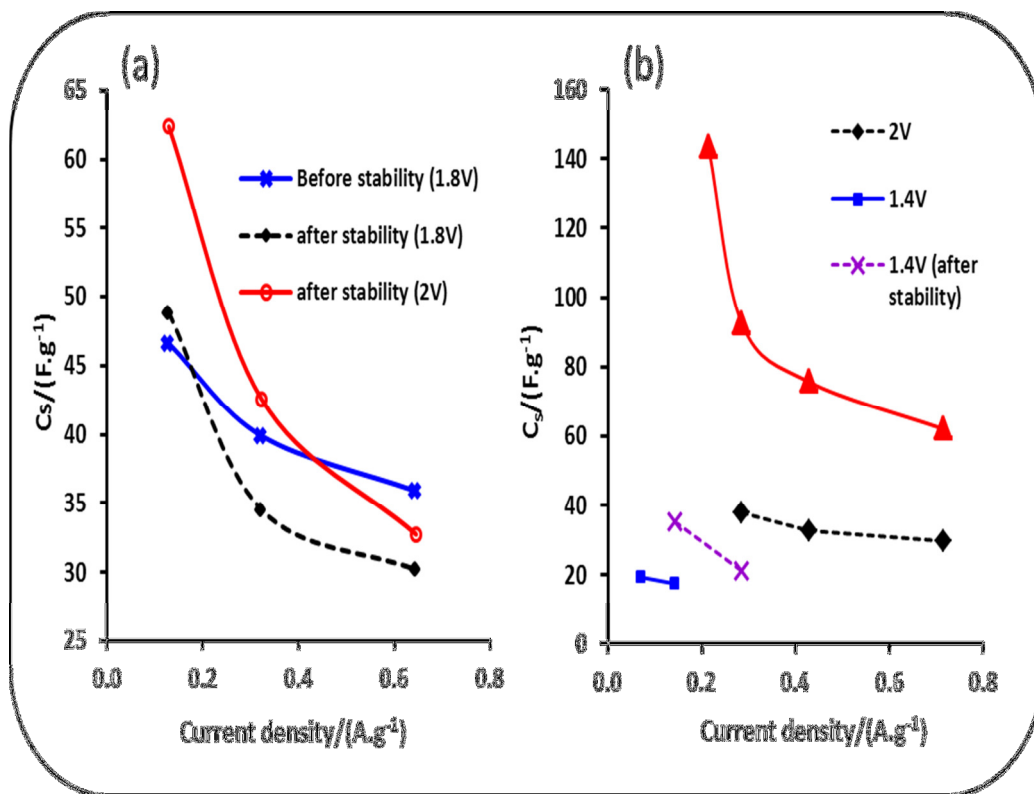 (a)
65
60
55
50
45
40
35
30
25
0.0 0.2 0.4 0.6 0.8
Cs/(F.g⁻¹)
Current density/(A.g⁻¹)
Before stability (1.8V)
after stability (1.8V)
after stability (2V)
(b)
160
140
120
100
80
60
40
20
0
0.0 0.2 0.4 0.6 0.8
Cₛ/(F.g⁻¹)
Current density/(A.g⁻¹)
2V
1.4V
1.4V (after
stability)